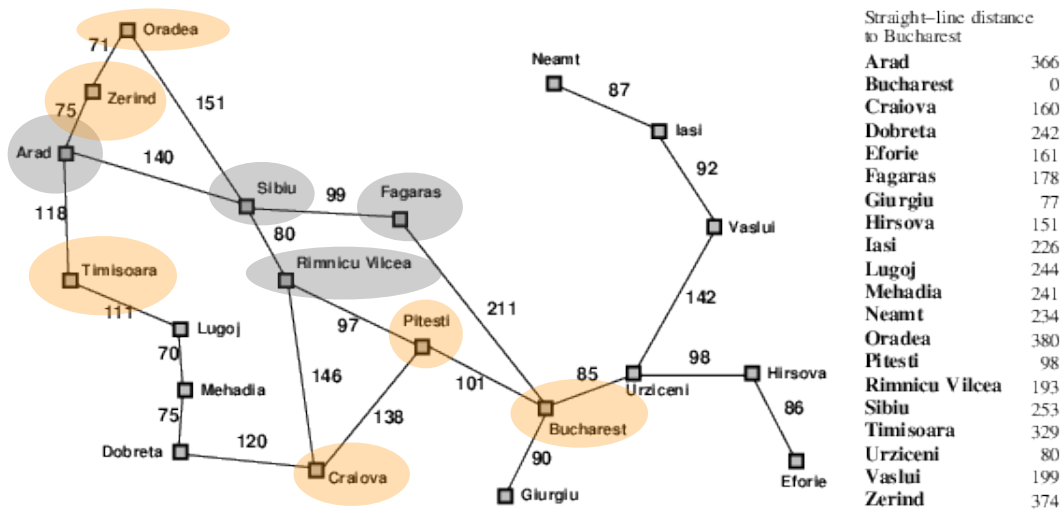 Oradea
71
Neamt
87
Zerind
151
75
Iasi
Arad
140
92
Sibiu
99
Fagaras
118
80
Vaslui
Timisoara
Rimnicu Vilcea
111
Lugoj
97
Pitesti
211
142
70
98
Mehadia
146
101
85
Urziceni
Hirsova
75
138
86
120
Bucharest
Dobreta
90
Craiova
Giurgiu
Eforie
Straight–line distance
to Bucharest
Arad 366
Bucharest 0
Craiova 160
Dobreta 242
Eforie 161
Fagaras 178
Giurgiu 77
Hirsova 151
Iasi 226
Lugoj 244
Mehadia 241
Neamt 234
Oradea 380
Pitesti 98
Rimnicu Vilcea 193
Sibiu 253
Timisoara 329
Urziceni 80
Vaslui 199
Zerind 374